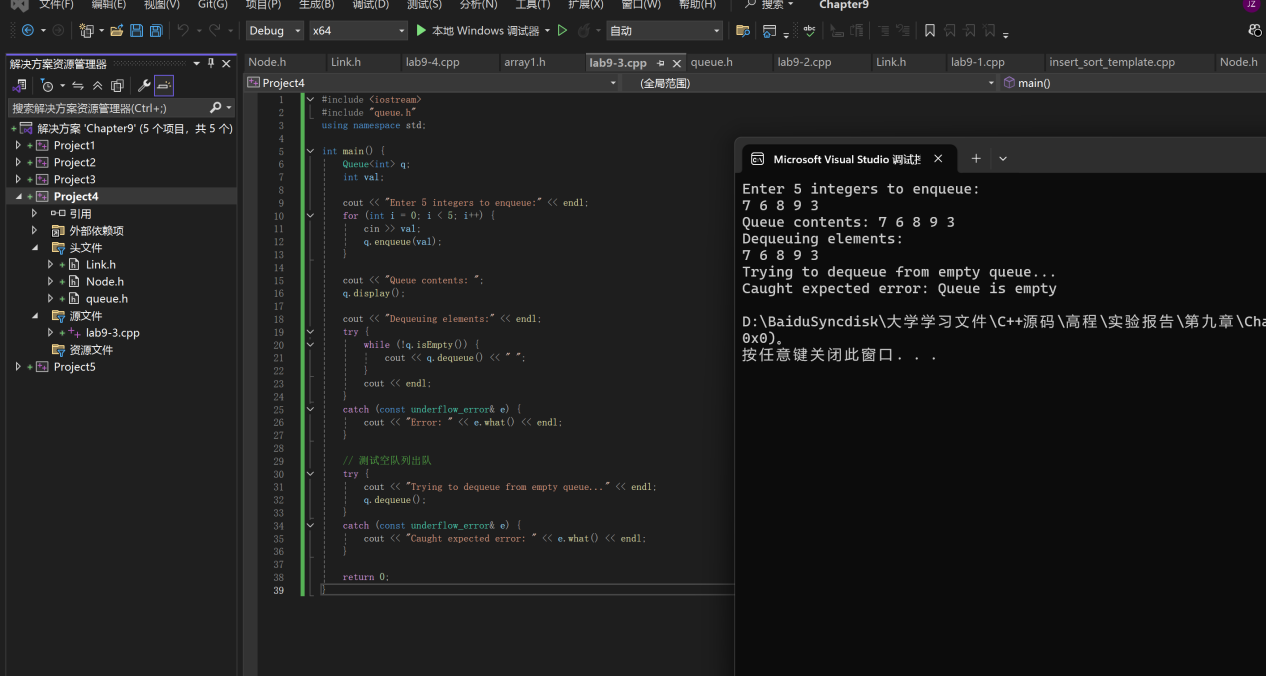 文件(F) 编辑(E) 视图(V) Git(G) 项目(P) 生成(B) 调试(D) 测试(S) 分析(N) 工具(T) 扩展(X) 窗口(W) 帮助(H) 搜索 Chapter9 JZ
Debug x64 本地 Windows 调试器 自动
解决方案资源管理器
搜索解决方案资源管理器(Ctrl+;)
解决方案 'Chapter9' (5 个项目，共 5 个)
Project1
Project2
Project3
Project4
引用
外部依赖项
头文件
Link.h
Node.h
queue.h
源文件
lab9-3.cpp
资源文件
Project5
Node.h Link.h lab9-4.cpp array1.h lab9-3.cpp queue.h lab9-2.cpp Link.h lab9-1.cpp insert_sort_template.cpp Node.h
Project4 (全局范围) main()
1 #include <iostream>
2 #include "queue.h"
3 using namespace std;
4
5 int main() {
6 Queue<int> q;
7 int val;
8
9 cout << "Enter 5 integers to enqueue:" << endl;
10 for (int i = 0; i < 5; i++) {
11 cin >> val;
12 q.enqueue(val);
13 }
14
15 cout << "Queue contents: ";
16 q.display();
17
18 cout << "Dequeuing elements:" << endl;
19 try {
20 while (!q.isEmpty()) {
21 cout << q.dequeue() << " ";
22 }
23 cout << endl;
24 }
25 catch (const underflow_error& e) {
26 cout << "Error: " << e.what() << endl;
27 }
28
29 // 测试空队列出队
30 try {
31 cout << "Trying to dequeue from empty queue..." << endl;
32 q.dequeue();
33 }
34 catch (const underflow_error& e) {
35 cout << "Caught expected error: " << e.what() << endl;
36 }
37
38 return 0;
39 }
Microsoft Visual Studio 调试
Enter 5 integers to enqueue:
7 6 8 9 3
Queue contents: 7 6 8 9 3
Dequeuing elements:
7 6 8 9 3
Trying to dequeue from empty queue...
Caught expected error: Queue is empty
D:\BaiduSyncdisk\大学学习文件\C++源码\高程\实验报告\第九章\Cha
0x0)。
按任意键关闭此窗口. . .